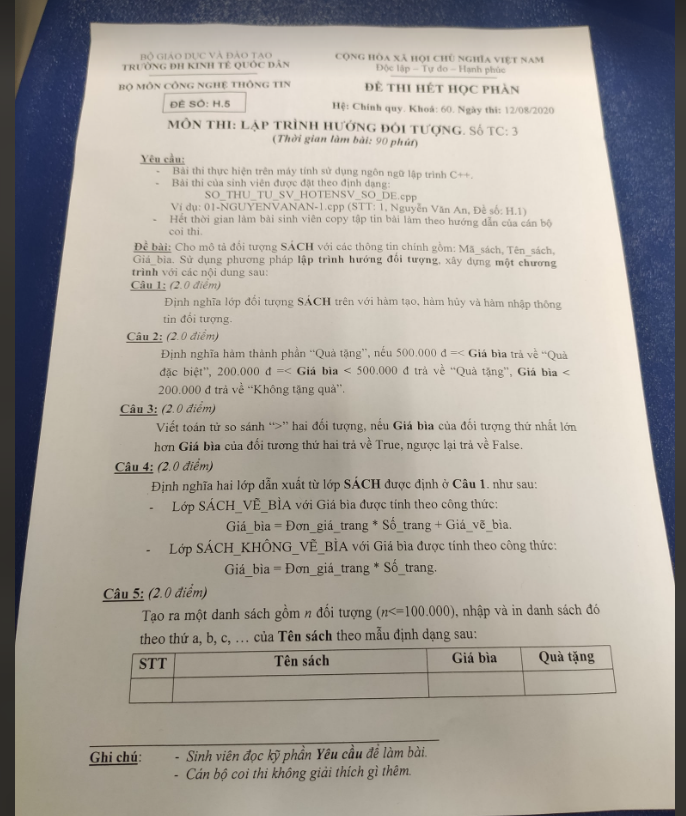 BỘ GIÁO DỤC VÀ ĐÀO TẠO
TRƯỜNG ĐH KINH TẾ QUỐC DÂN
BỘ MÔN CÔNG NGHỆ THÔNG TIN
ĐỀ SỐ: H.5
CỘNG HÒA XÃ HỘI CHỦ NGHĨA VIỆT NAM
Độc lập – Tự do – Hạnh phúc
ĐỀ THI HẾT HỌC PHẦN
Hệ: Chính quy. Khoá: 60. Ngày thi: 12/08/2020
MÔN THI: LẬP TRÌNH HƯỚNG ĐỐI TƯỢNG. Số TC: 3
(Thời gian làm bài: 90 phút)
Yêu cầu:
- Bài thi thực hiện trên máy tính sử dụng ngôn ngữ lập trình C++.
- Bài thi của sinh viên được đặt theo định dạng:
SO_THU_TU_SV_HOTENSV_SO_DE.cpp
Ví dụ: 01-NGUYENVANAN-1.cpp (STT: 1, Nguyễn Văn An, Đề số: H.1)
- Hết thời gian làm bài sinh viên copy tập tin bài làm theo hướng dẫn của cán bộ
coi thi.
Đề bài: Cho mô tả đối tượng SÁCH với các thông tin chính gồm: Mã_sách, Tên_sách,
Giá_bìa. Sử dụng phương pháp lập trình hướng đối tượng, xây dựng một chương
trình với các nội dung sau:
Câu 1: (2.0 điểm)
Định nghĩa lớp đối tượng SÁCH trên với hàm tạo, hàm hủy và hàm nhập thông
tin đối tượng.
Câu 2: (2.0 điểm)
Định nghĩa hàm thành phần “Quà tặng”, nếu 500.000 đ =< Giá bìa trả về “Quà
đặc biệt”, 200.000 đ =< Giá bìa < 500.000 đ trả về “Quà tặng”, Giá bìa <
200.000 đ trả về “Không tặng quà”.
Câu 3: (2.0 điểm)
Viết toán tử so sánh “>” hai đối tượng, nếu Giá bìa của đối tượng thứ nhất lớn
hơn Giá bìa của đối tương thứ hai trả về True, ngược lại trả về False.
Câu 4: (2.0 điểm)
Định nghĩa hai lớp dẫn xuất từ lớp SÁCH được định ở Câu 1. như sau:
- Lớp SÁCH_VẼ_BÌA với Giá bìa được tính theo công thức:
Giá_bìa = Đơn_giá_trang * Số_trang + Giá_vẽ_bìa.
- Lớp SÁCH_KHÔNG_VẼ_BÌA với Giá bìa được tính theo công thức:
Giá_bìa = Đơn_giá_trang * Số_trang.
Câu 5: (2.0 điểm)
Tạo ra một danh sách gồm n đối tượng (n<=100.000), nhập và in danh sách đó
theo thứ a, b, c, … của Tên sách theo mẫu định dạng sau:
STT Tên sách Giá bìa Quà tặng
Ghi chú: - Sinh viên đọc kỹ phần Yêu cầu để làm bài.
- Cán bộ coi thi không giải thích gì thêm.